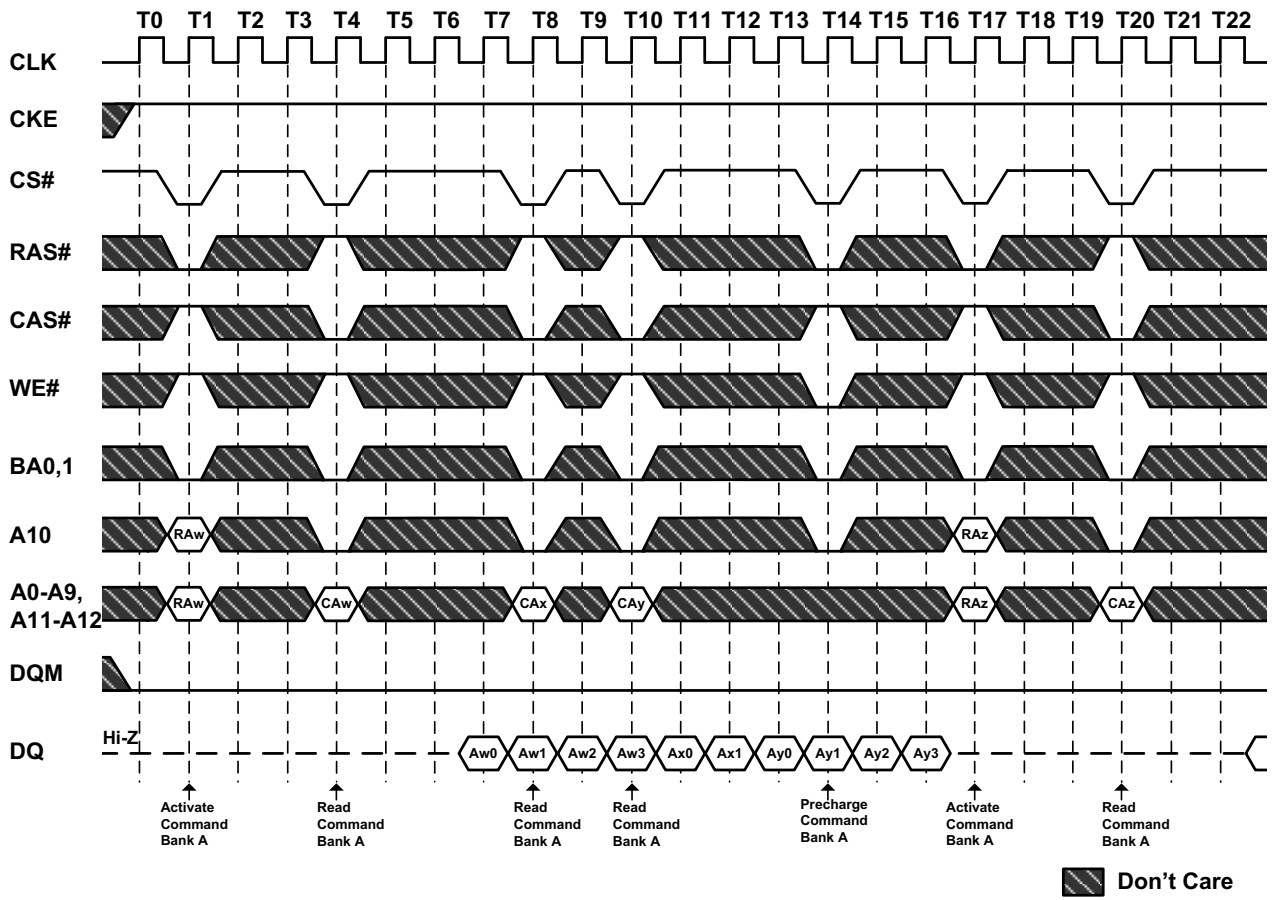 T0 T1 T2 T3 T4 T5 T6 T7 T8 T9 T10 T11 T12 T13 T14 T15 T16 T17 T18 T19 T20 T21 T22
CLK
CKE
CS#
RAS#
CAS#
WE#
BA0,1
A10 RAw RAz
A0-A9,
A11-A12 RAw CAw CAx CAy RAz CAz
DQM
DQ Hi-Z Aw0 Aw1 Aw2 Aw3 Ax0 Ax1 Ay0 Ay1 Ay2 Ay3
Activate
Command
Bank A
Read
Command
Bank A
Read
Command
Bank A
Read
Command
Bank A
Precharge
Command
Bank A
Activate
Command
Bank A
Read
Command
Bank A
Don't Care